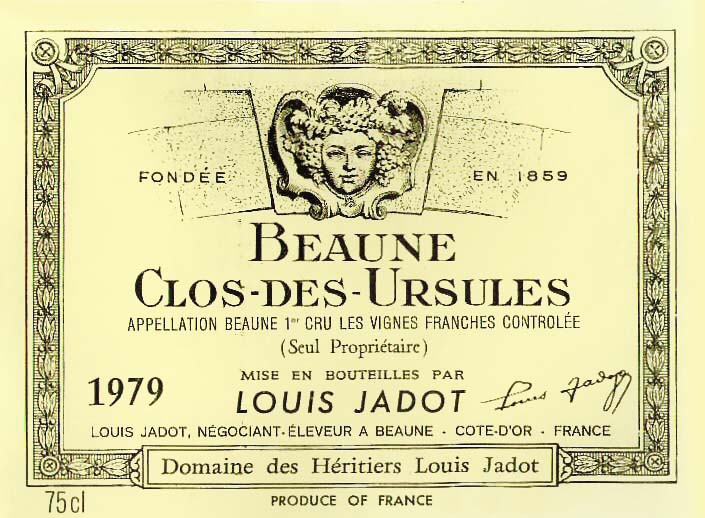 FONDÉE EN 1859
BEAUNE
CLOS-DES-URSULES
APPELLATION BEAUNE 1er CRU LES VIGNES FRANCHES CONTROLÉE
(Seul Propriétaire)
1979
MISE EN BOUTEILLES PAR
LOUIS JADOT
Louis Jadot
LOUIS JADOT, NÉGOCIANT-ÉLEVEUR A BEAUNE - COTE-D'OR - FRANCE
Domaine des Héritiers Louis Jadot
75cl
PRODUCE OF FRANCE